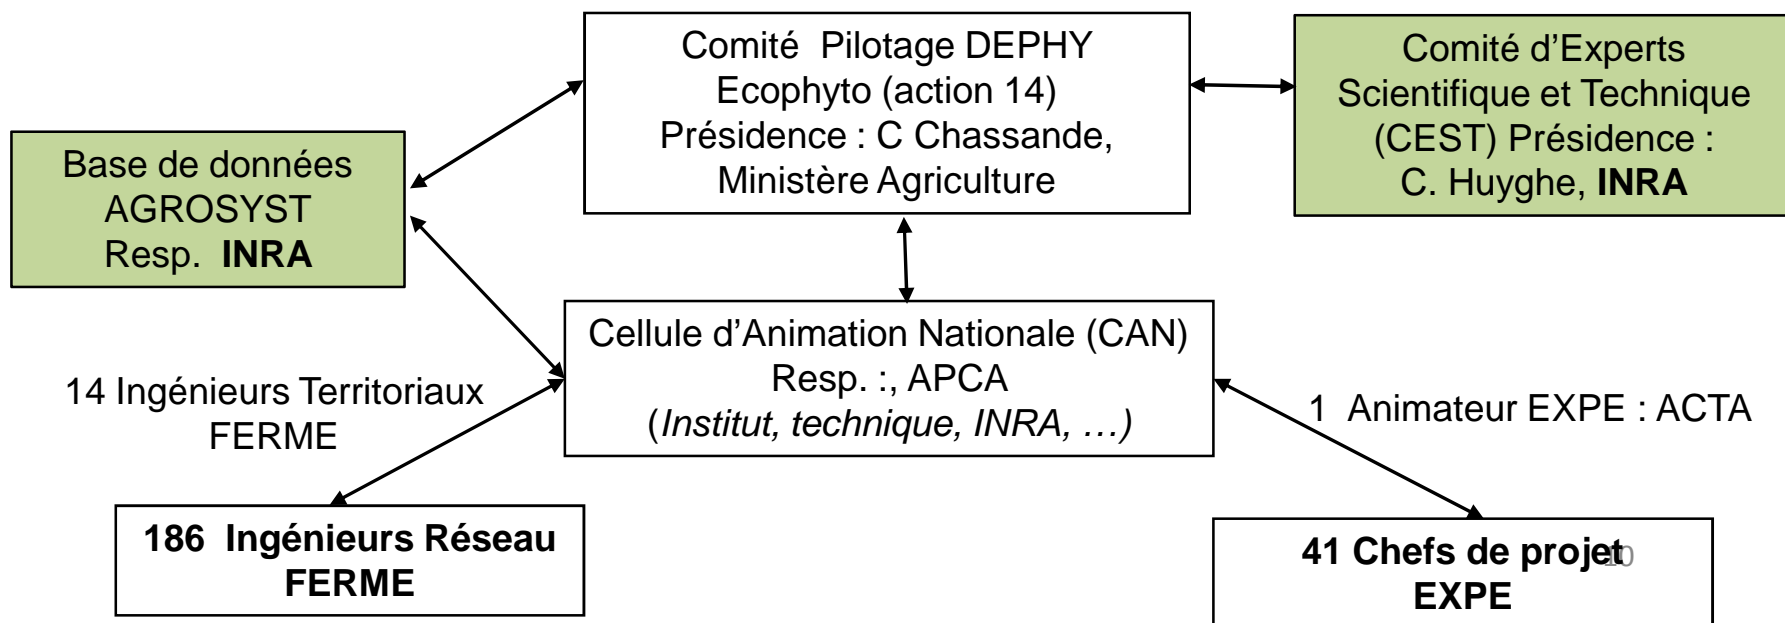 Comité Pilotage DEPHY
Ecophyto (action 14)
Présidence : C Chassande,
Ministère Agriculture
Comité d'Experts
Scientifique et Technique
(CEST) Présidence :
C. Huyghe, INRA
Base de données
AGROSYST
Resp. INRA
Cellule d'Animation Nationale (CAN)
Resp. :, APCA
(Institut, technique, INRA, …)
14 Ingénieurs Territoriaux
FERME
1 Animateur EXPE : ACTA
186 Ingénieurs Réseau
FERME
41 Chefs de projet
EXPE
10